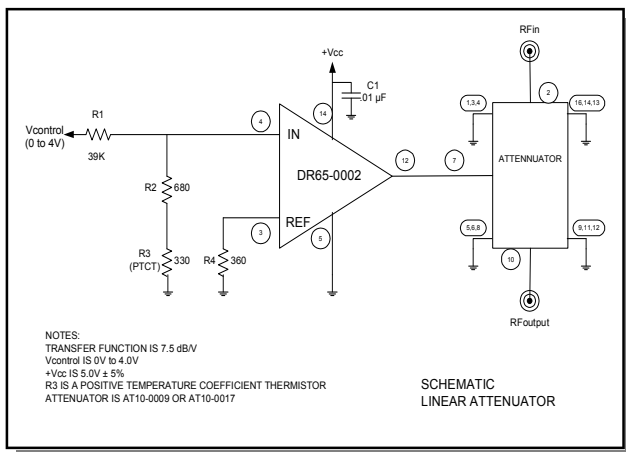 RFin
+Vcc
C1
.01 µF
2
1,3,4
16,14,13
14
R1
Vcontrol
(0 to 4V)
39K
4
IN
12
7
ATTENNUATOR
DR65-0002
R2
680
REF
3
5
5,6,8
9,11,12
R3
(PTCT)
330
R4
360
10
RFoutput
NOTES:
TRANSFER FUNCTION IS 7.5 dB/V
Vcontrol IS 0V to 4.0V
+Vcc IS 5.0V ± 5%
R3 IS A POSITIVE TEMPERATURE COEFFICIENT THERMISTOR
ATTENUATOR IS AT10-0009 OR AT10-0017
SCHEMATIC
LINEAR ATTENUATOR